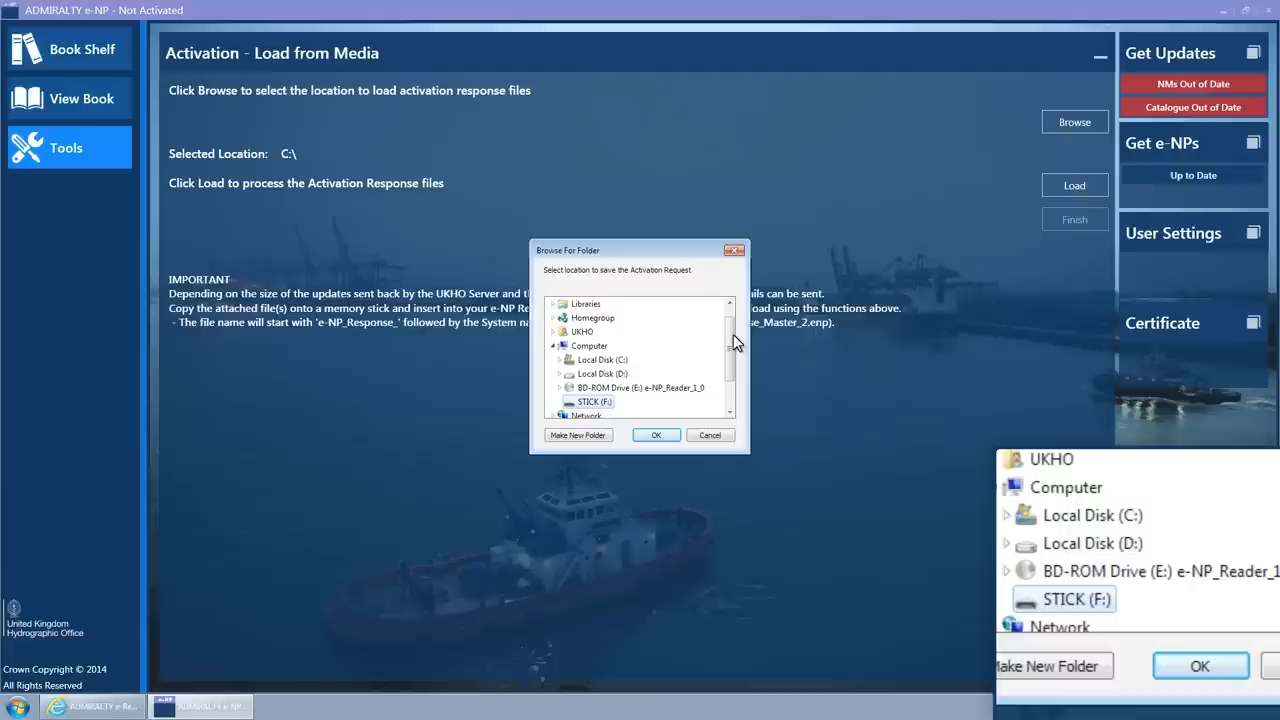 ADMIRALTY e-NP - Not Activated
Book Shelf
View Book
Tools
Activation - Load from Media
Click Browse to select the location to load activation response files
Browse
Selected Location: C:\
Click Load to process the Activation Response files
Load
Finish
IMPORTANT
Depending on the size of the updates sent back by the UKHO Server and th
ils can be sent.
Copy the attached file(s) onto a memory stick and insert into your e-NP Re
oad using the functions above.
- The file name will start with 'e-NP_Response_' followed by the System na
se_Master_2.enp).
Browse For Folder
Select location to save the Activation Request
Libraries
Homegroup
UKHO
Computer
Local Disk (C:)
Local Disk (D:)
BD-ROM Drive (E:) e-NP_Reader_1_0
STICK (F:)
Network
Make New Folder
OK
Cancel
Get Updates
NMs Out of Date
Catalogue Out of Date
Get e-NPs
Up to Date
User Settings
Certificate
UKHO
Computer
Local Disk (C:)
Local Disk (D:)
BD-ROM Drive (E:) e-NP_Reader_1
STICK (F:)
Network
Make New Folder
OK
United Kingdom
Hydrographic Office
Crown Copyright © 2014
All Rights Reserved
ADMIRALTY e-Re...
ADMIRALTY e-NP...